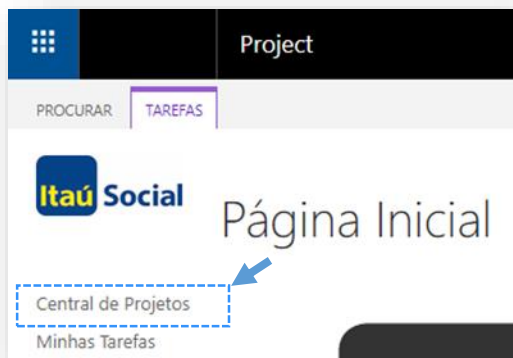 Project
PROCURAR TAREFAS
Itaú Social
Página Inicial
Central de Projetos
Minhas Tarefas